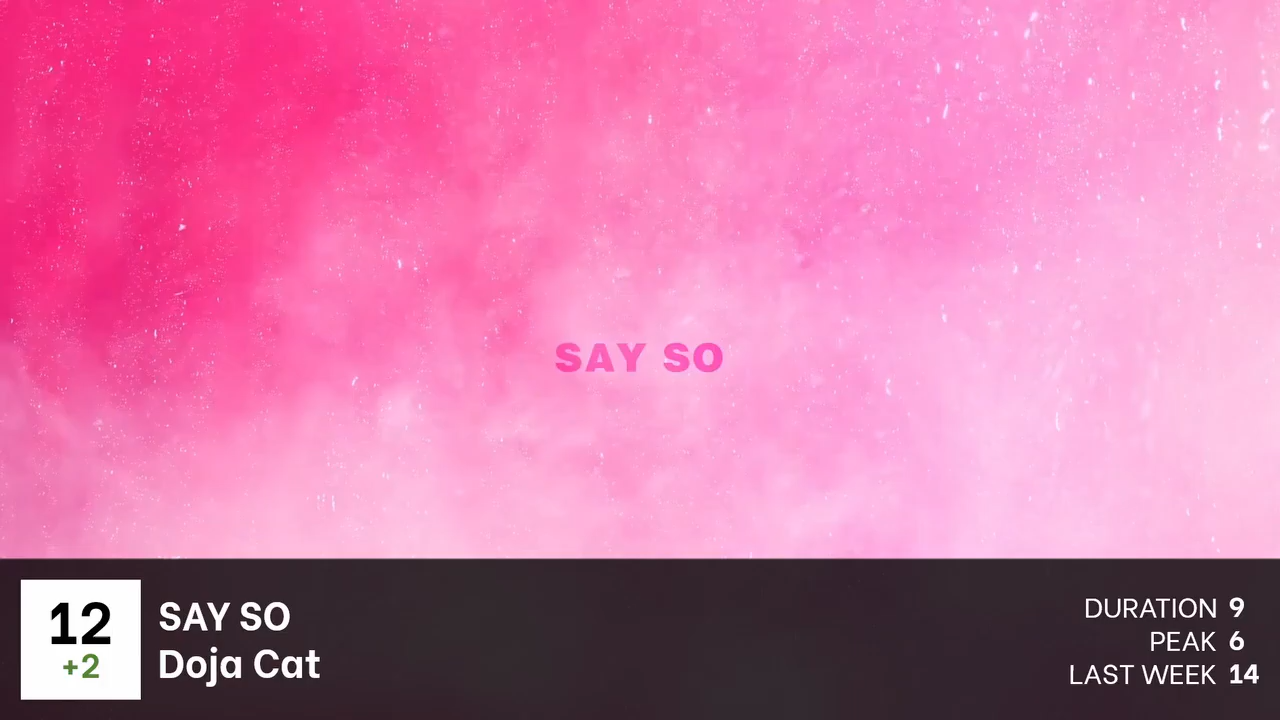 SAY SO
12
+2
SAY SO
Doja Cat
DURATION 9
PEAK 6
LAST WEEK 14